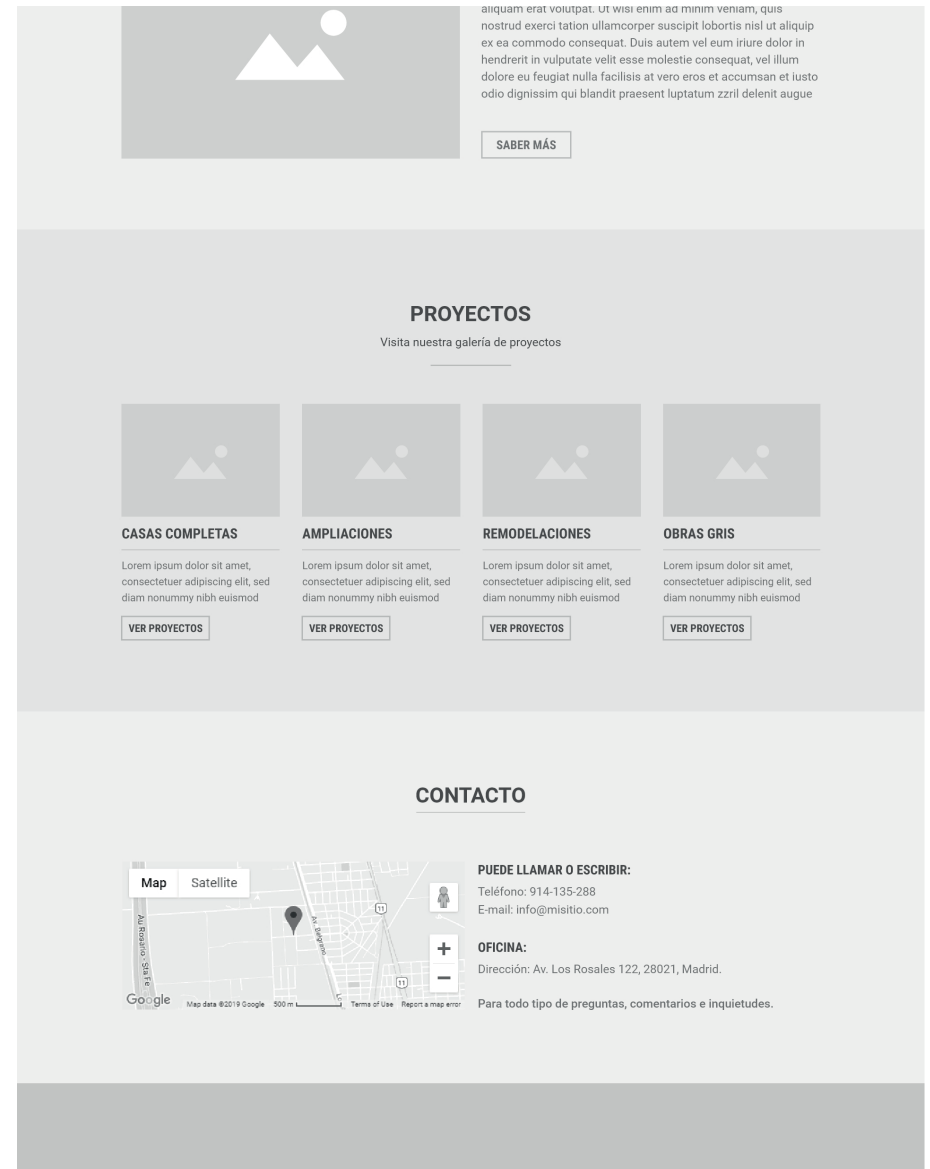 aliquam erat volutpat. Ut wisi enim ad minim veniam, quis
nostrud exerci tation ullamcorper suscipit lobortis nisl ut aliquip
ex ea commodo consequat. Duis autem vel eum iriure dolor in
hendrerit in vulputate velit esse molestie consequat, vel illum
dolore eu feugiat nulla facilisis at vero eros et accumsan et iusto
odio dignissim qui blandit praesent luptatum zzril delenit augue
SABER MÁS
PROYECTOS
Visita nuestra galería de proyectos
CASAS COMPLETAS
Lorem ipsum dolor sit amet,
consectetuer adipiscing elit, sed
diam nonummy nibh euismod
VER PROYECTOS
AMPLIACIONES
Lorem ipsum dolor sit amet,
consectetuer adipiscing elit, sed
diam nonummy nibh euismod
VER PROYECTOS
REMODELACIONES
Lorem ipsum dolor sit amet,
consectetuer adipiscing elit, sed
diam nonummy nibh euismod
VER PROYECTOS
OBRAS GRIS
Lorem ipsum dolor sit amet,
consectetuer adipiscing elit, sed
diam nonummy nibh euismod
VER PROYECTOS
CONTACTO
Map
Satellite
11
Au Rosario - Sta Fe
Av. Belgrano
11
Google
Map data ©2019 Google
500 m
Terms of Use
Report a map error
PUEDE LLAMAR O ESCRIBIR:
Teléfono: 914-135-288
E-mail: info@misitio.com
OFICINA:
Dirección: Av. Los Rosales 122, 28021, Madrid.
Para todo tipo de preguntas, comentarios e inquietudes.